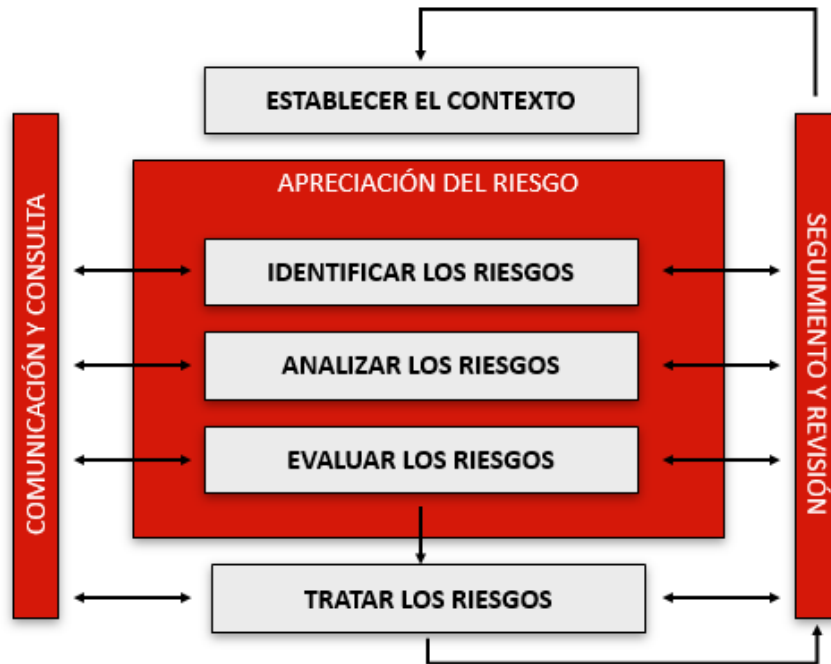 ESTABLECER EL CONTEXTO
COMUNICACIÓN Y CONSULTA
APRECIACIÓN DEL RIESGO
IDENTIFICAR LOS RIESGOS
ANALIZAR LOS RIESGOS
EVALUAR LOS RIESGOS
TRATAR LOS RIESGOS
SEGUIMIENTO Y REVISIÓN